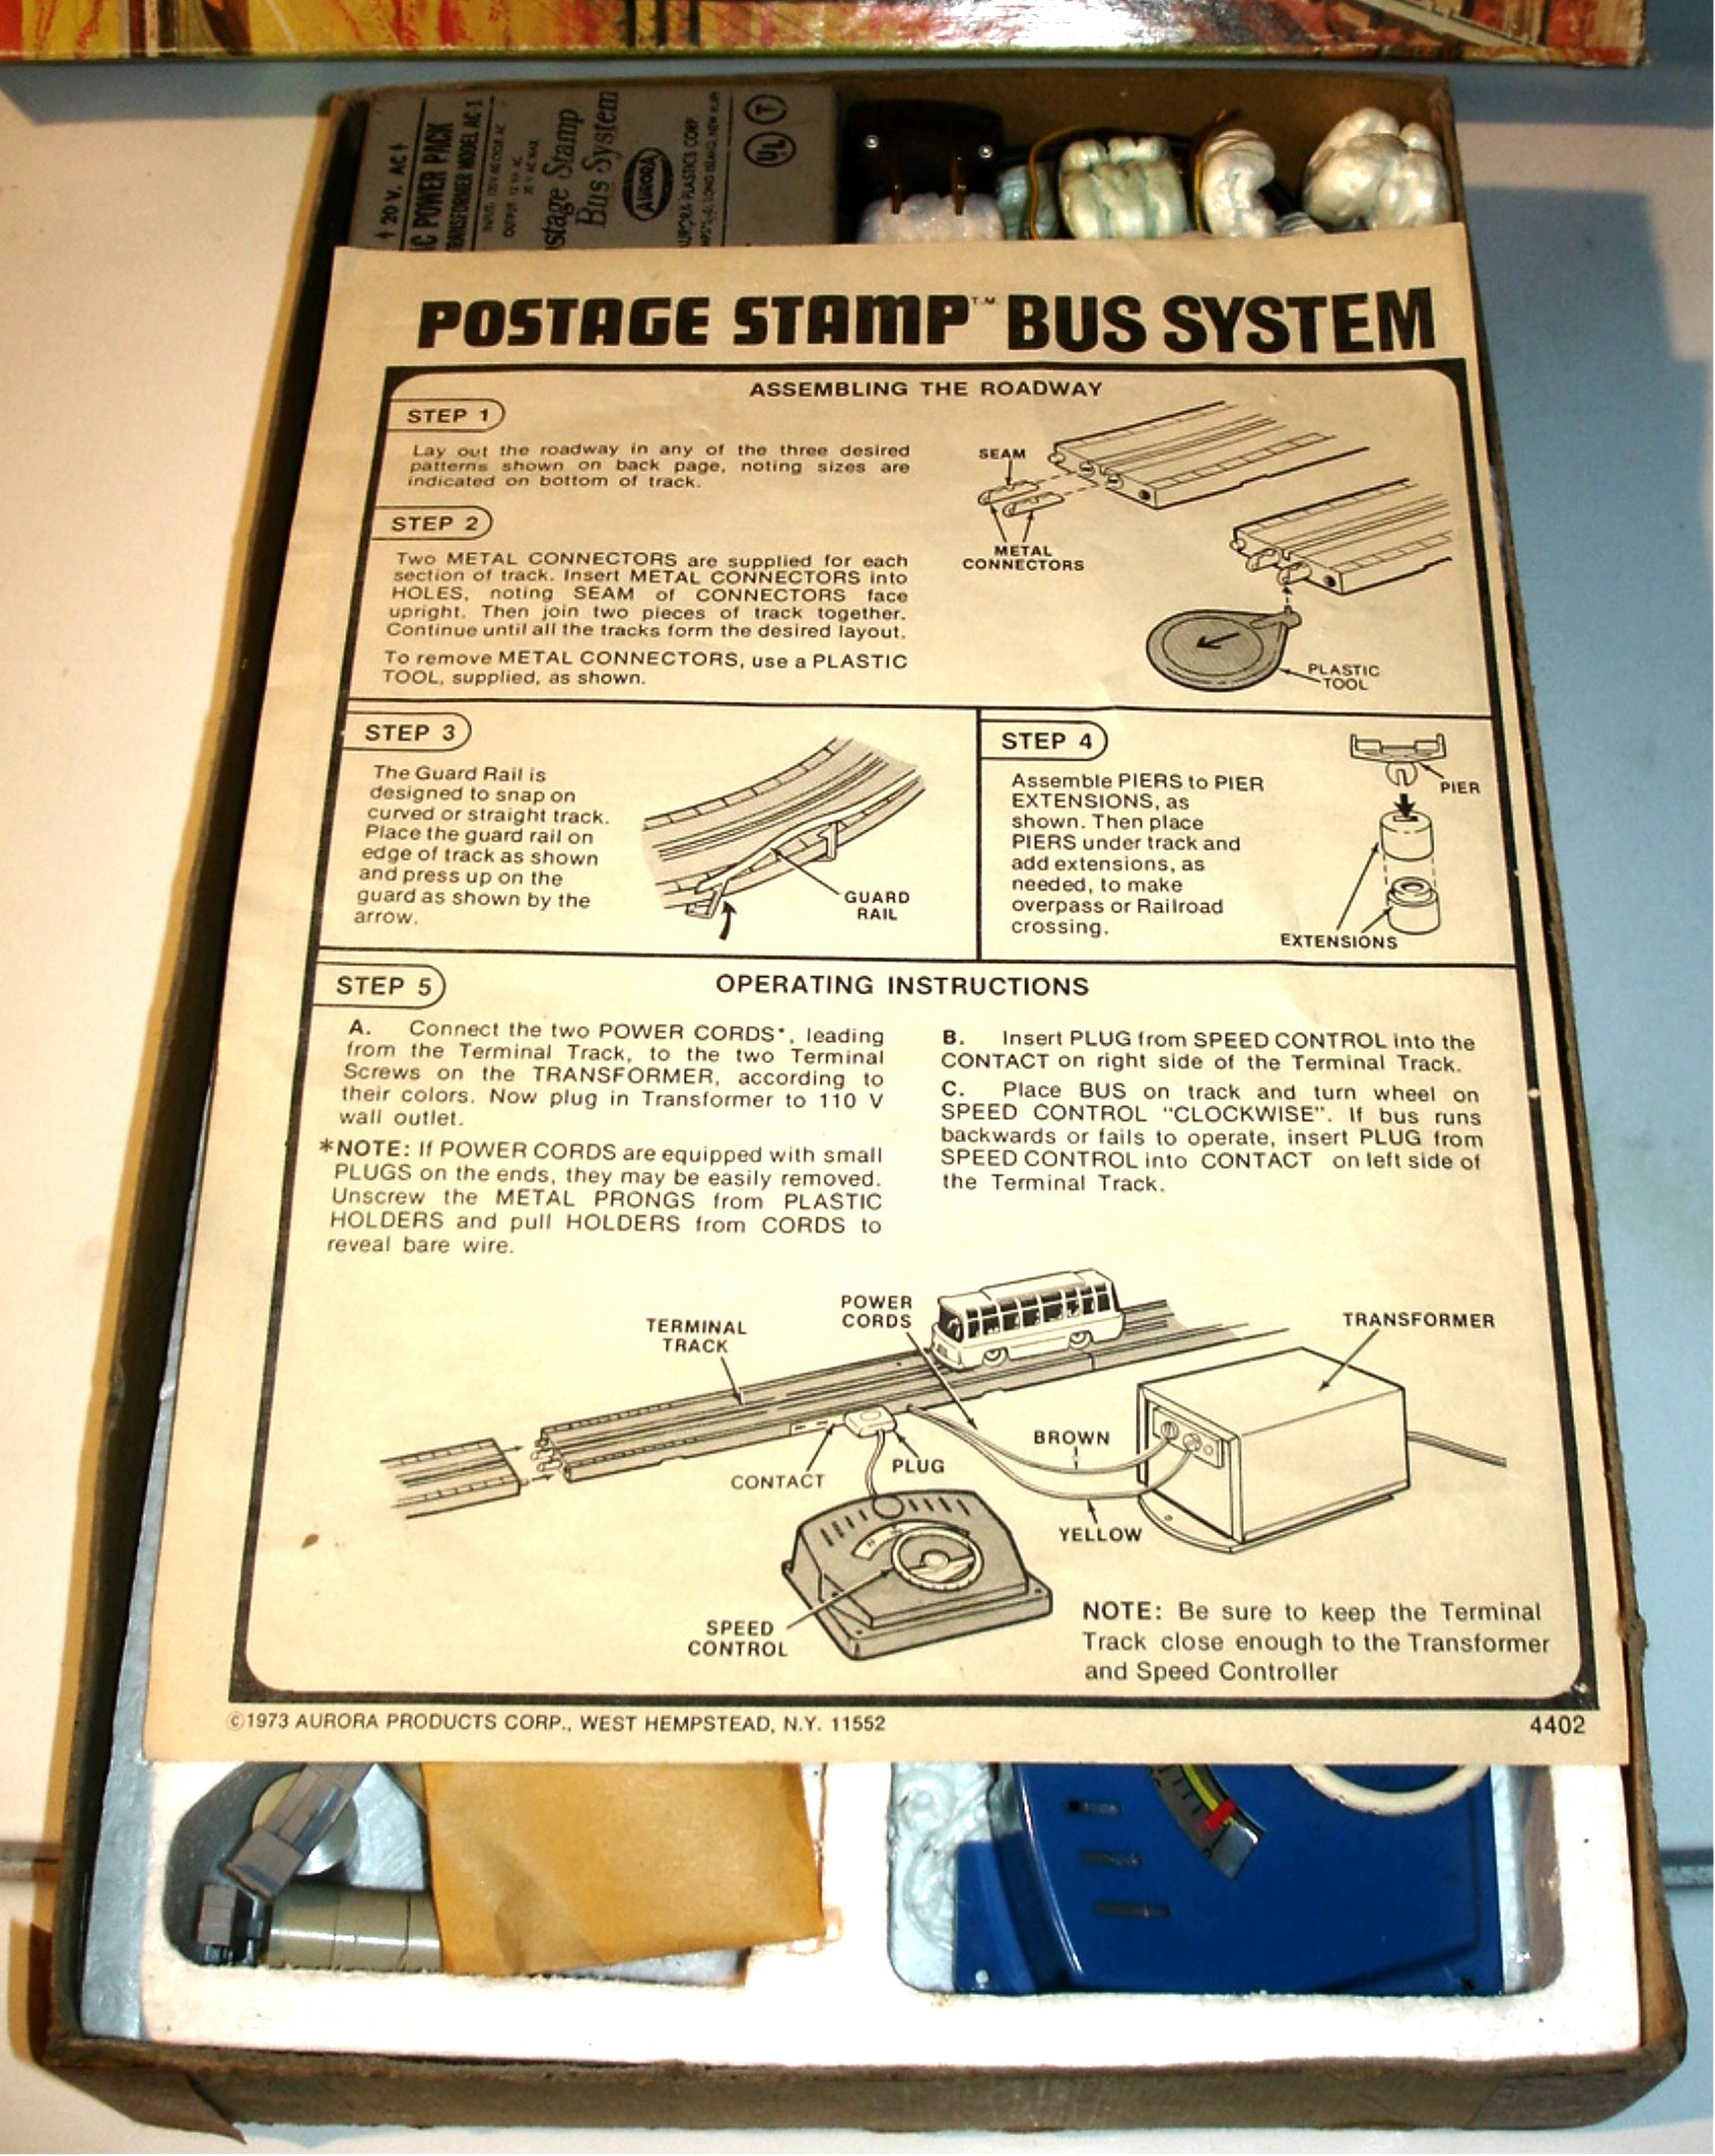 20 V. AC
POWER PACK
TRANSFORMER MODEL AC-1
Stamp
Bus System
AURORA
UL
T
POSTAGE STAMP T.M. BUS SYSTEM
ASSEMBLING THE ROADWAY
STEP 1
Lay out the roadway in any of the three desired
patterns shown on back page, noting sizes are
indicated on bottom of track.
SEAM
METAL
CONNECTORS
STEP 2
Two METAL CONNECTORS are supplied for each
section of track. Insert METAL CONNECTORS into
HOLES, noting SEAM of CONNECTORS face
upright. Then join two pieces of track together.
Continue until all the tracks form the desired layout.
To remove METAL CONNECTORS, use a PLASTIC
TOOL, supplied, as shown.
PLASTIC
TOOL
STEP 3
The Guard Rail is
designed to snap on
curved or straight track.
Place the guard rail on
edge of track as shown
and press up on the
guard as shown by the
arrow.
GUARD
RAIL
STEP 4
Assemble PIERS to PIER
EXTENSIONS, as
shown. Then place
PIERS under track and
add extensions, as
needed, to make
overpass or Railroad
crossing.
PIER
EXTENSIONS
STEP 5
OPERATING INSTRUCTIONS
A. Connect the two POWER CORDS*, leading
from the Terminal Track, to the two Terminal
Screws on the TRANSFORMER, according to
their colors. Now plug in Transformer to 110 V
wall outlet.
*NOTE: If POWER CORDS are equipped with small
PLUGS on the ends, they may be easily removed.
Unscrew the METAL PRONGS from PLASTIC
HOLDERS and pull HOLDERS from CORDS to
reveal bare wire.
B. Insert PLUG from SPEED CONTROL into the
CONTACT on right side of the Terminal Track.
C. Place BUS on track and turn wheel on
SPEED CONTROL "CLOCKWISE". If bus runs
backwards or fails to operate, insert PLUG from
SPEED CONTROL into CONTACT on left side of
the Terminal Track.
TERMINAL
TRACK
POWER
CORDS
TRANSFORMER
BROWN
CONTACT
PLUG
YELLOW
SPEED
CONTROL
NOTE: Be sure to keep the Terminal
Track close enough to the Transformer
and Speed Controller
©1973 AURORA PRODUCTS CORP., WEST HEMPSTEAD, N.Y. 11552
4402